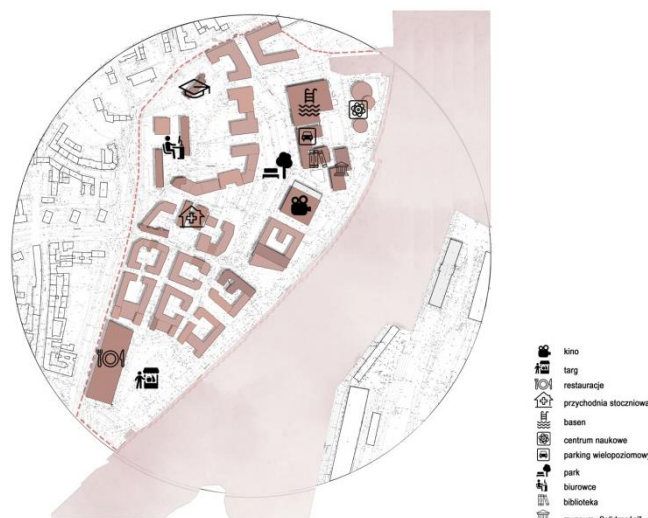 kino
targ
restauracje
przychodnia stoczniowa
basen
centrum naukowe
parking wielopoziomowy
park
biurowce
biblioteka